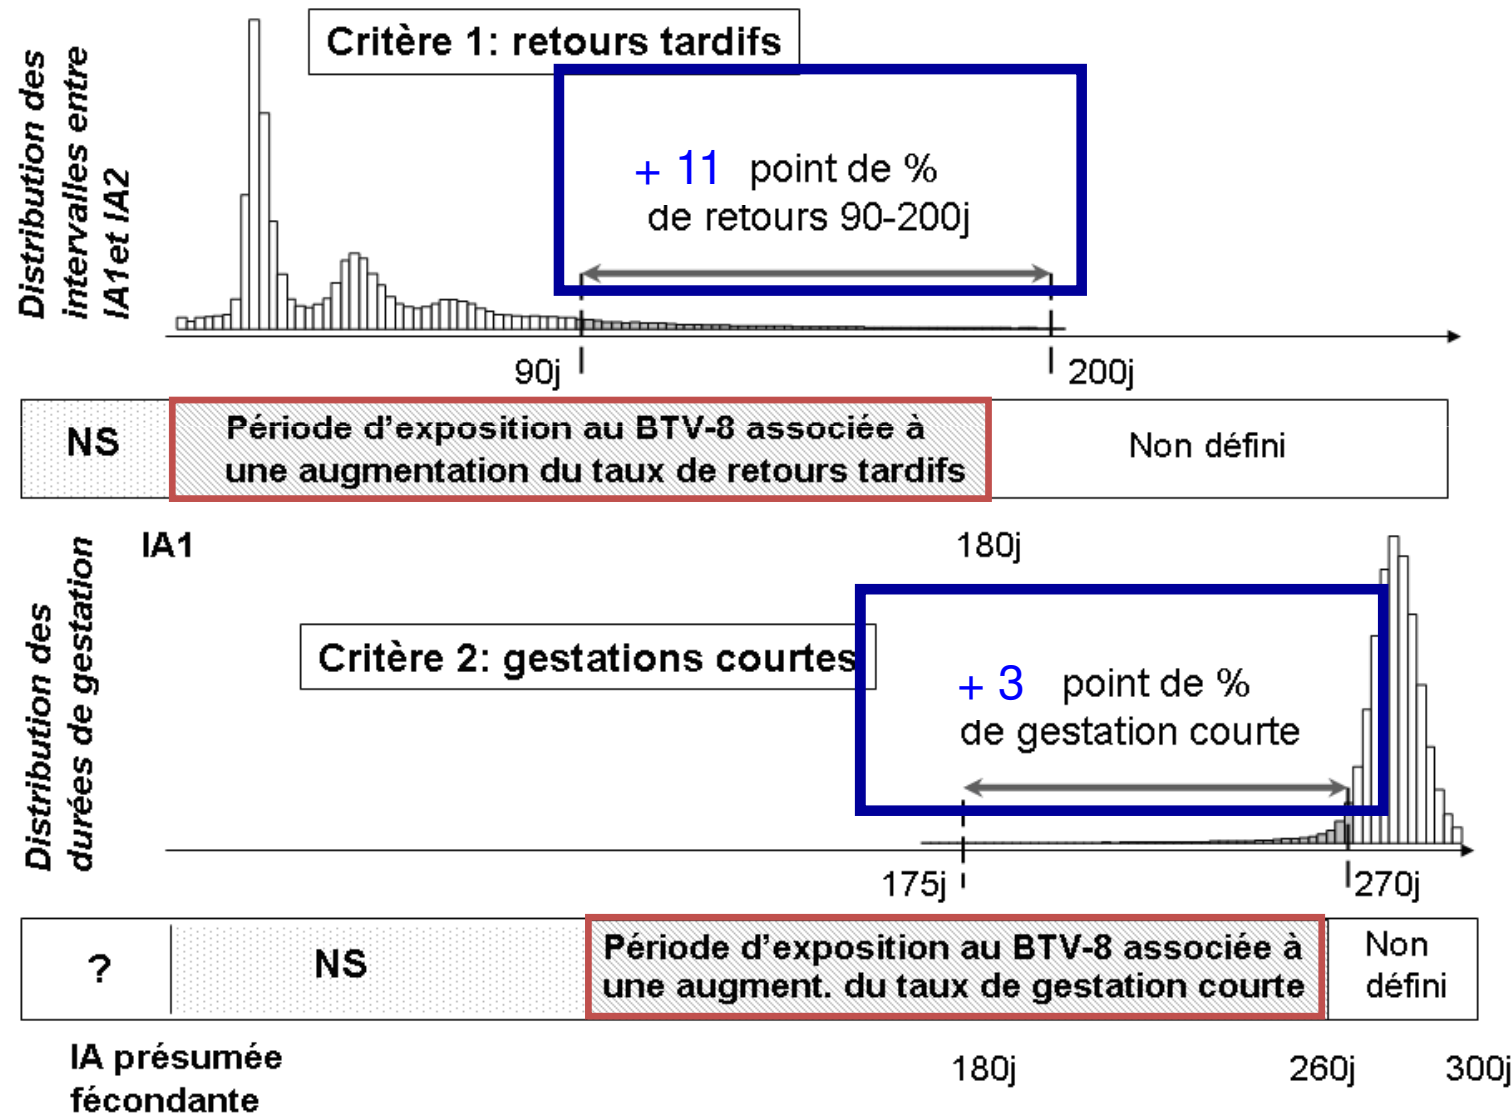 Distribution des
intervalles entre
IA1et IA2
Critère 1: retours tardifs
+ 11 point de %
de retours 90-200j
90j
200j
NS
Période d’exposition au BTV-8 associée à
une augmentation du taux de retours tardifs
Non défini
IA1
180j
Distribution des
durées de gestation
Critère 2: gestations courtes
+ 3 point de %
de gestation courte
175j
270j
?
NS
Période d’exposition au BTV-8 associée à
une augment. du taux de gestation courte
Non
défini
IA présumée
fécondante
180j
260j
300j